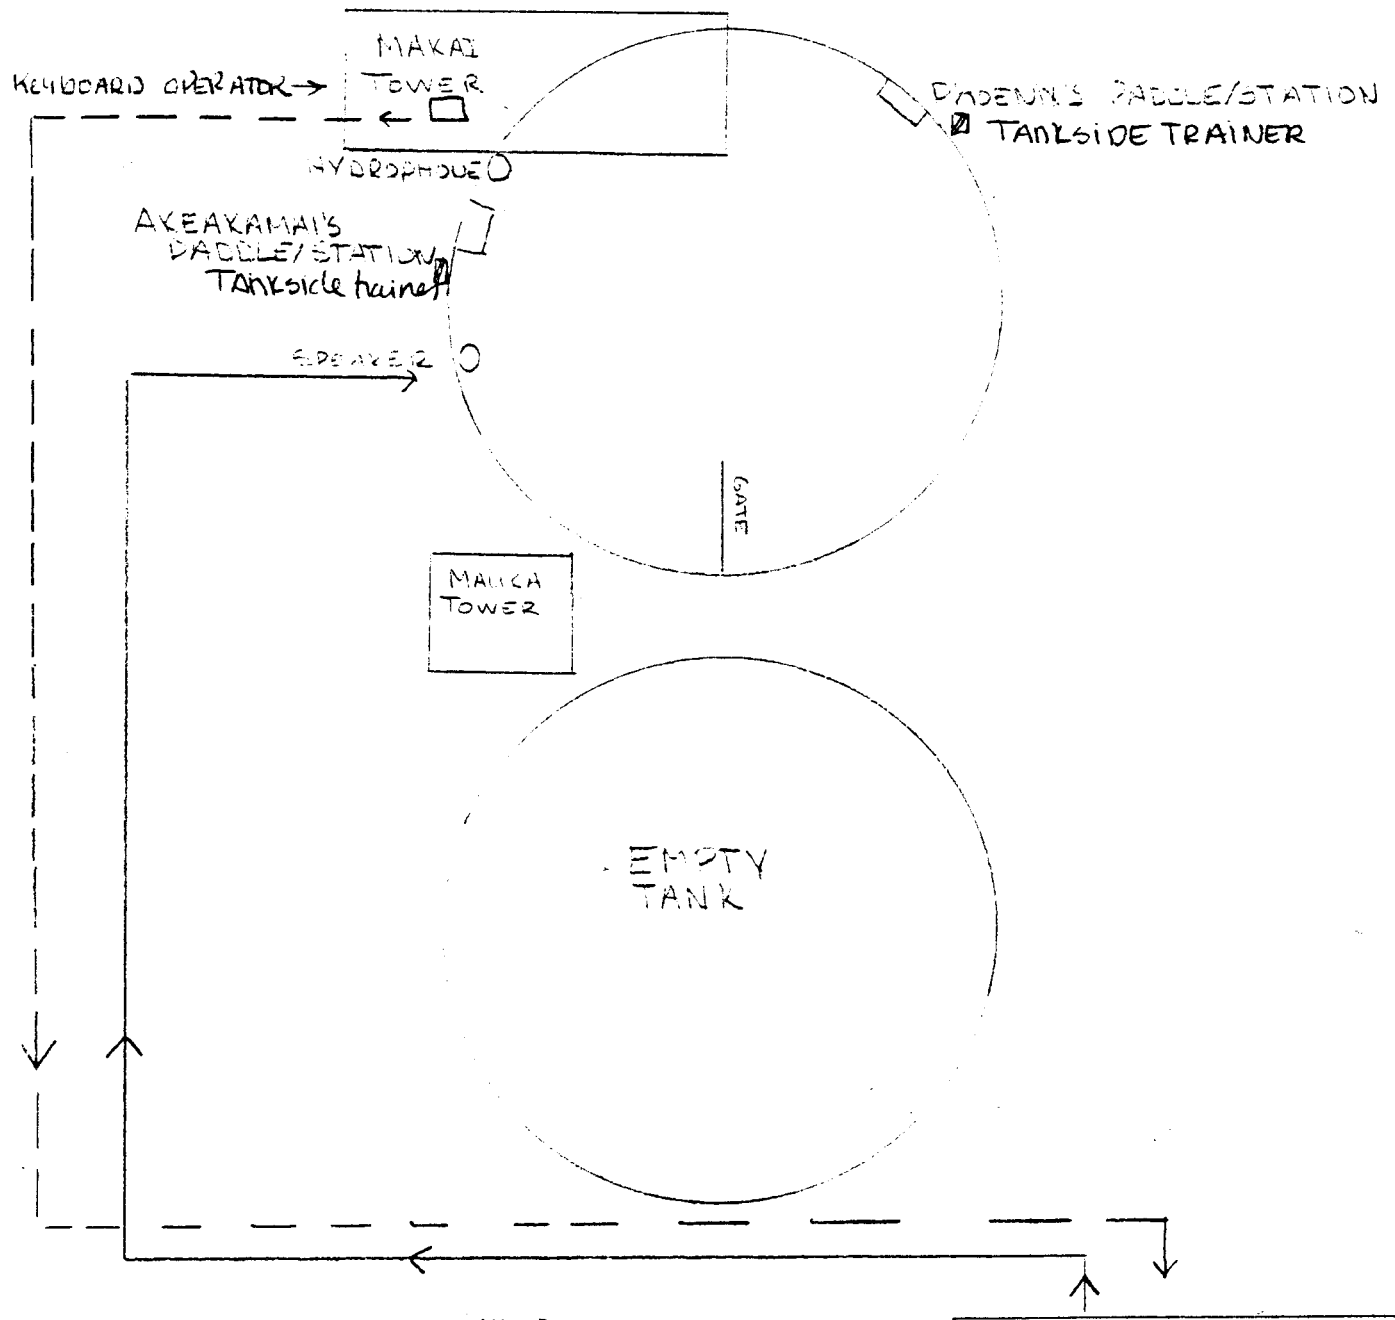 MAKAI
TOWER
KEYBOARD OPERATOR
PHOENIX'S PADDLE/STATION
TANKSIDE TRAINER
HYDROPHONE
AKEAKAMAI'S
PADDLE/STATION
Tankside trainer
SPEAKER
GATE
MAUKA
TOWER
EMPTY
TANK